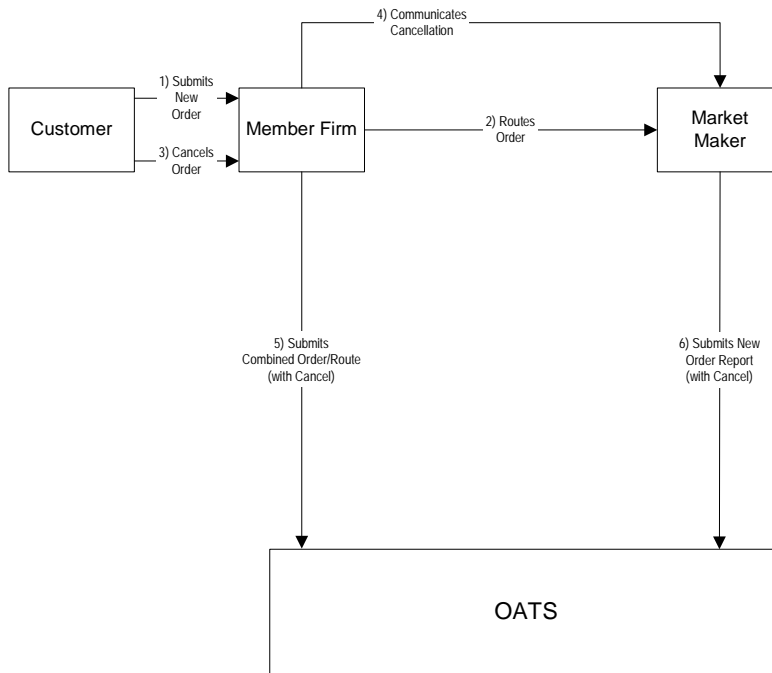 4) Communicates
Cancellation
1) Submits
New
Order
Customer
Member Firm
2) Routes
Order
Market
Maker
3) Cancels
Order
5) Submits
Combined Order/Route
(with Cancel)
6) Submits New
Order Report
(with Cancel)
OATS